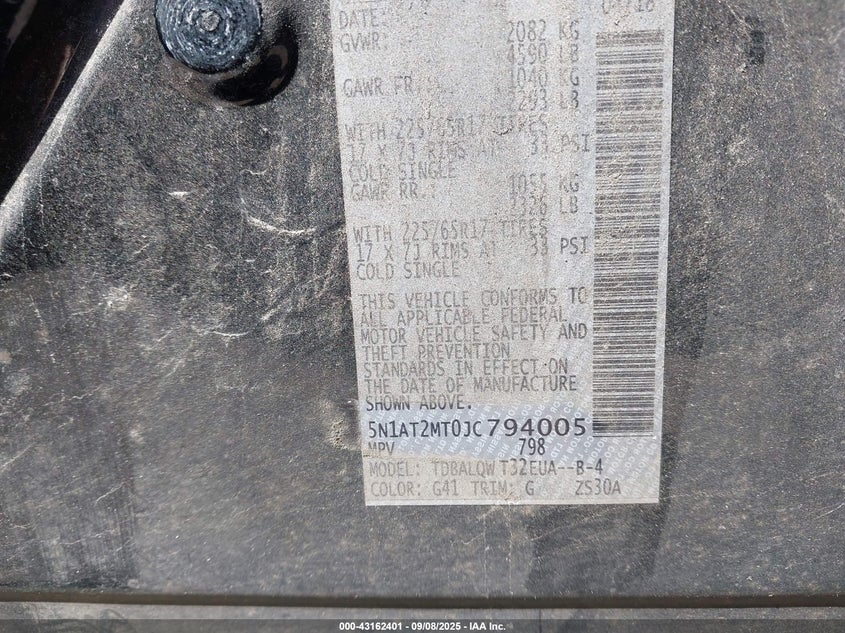 DATE:
GVWR: 2082 KG
4590 LB
GAWR FR.: 1040 KG
2293 LB
WITH 225/65R17 TIRES
17 X 7J RIMS AT 33 PSI
COLD SINGLE
GAWR RR.: 1055 KG
2326 LB
WITH 225/65R17 TIRES
17 X 7J RIMS AT 33 PSI
COLD SINGLE
THIS VEHICLE CONFORMS TO
ALL APPLICABLE FEDERAL
MOTOR VEHICLE SAFETY AND
THEFT PREVENTION
STANDARDS IN EFFECT ON
THE DATE OF MANUFACTURE
SHOWN ABOVE.
5N1AT2MT0JC794005
MPV 798
MODEL: TDBALQW T32EUA--B-4
COLOR: G41 TRIM: G ZS30A
000-43162401 - 09/08/2025 - IAA Inc.